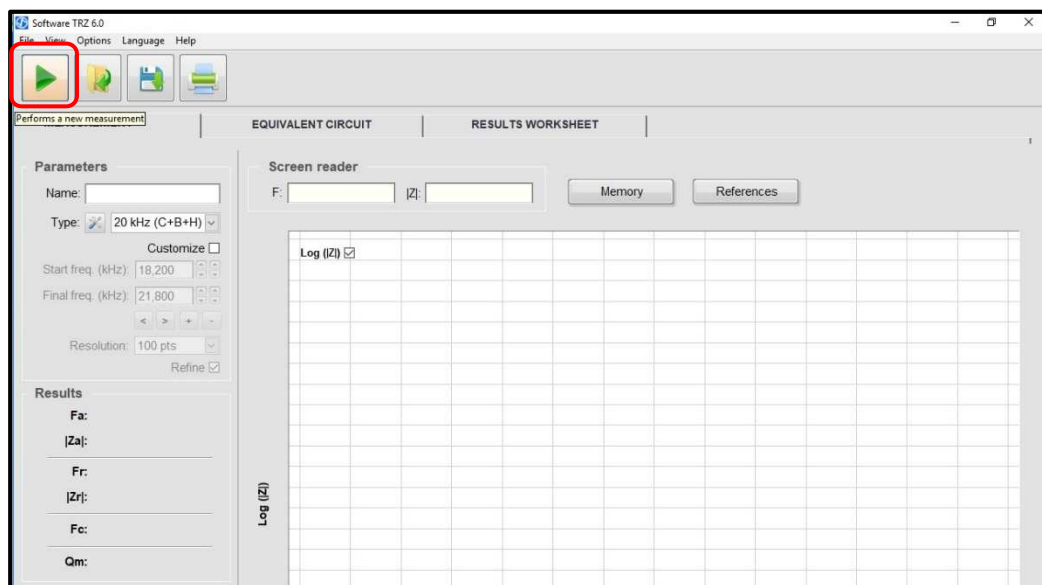 Software TRZ 6.0
File View Options Language Help
Performs a new measurement
MEASUREMENT
EQUIVALENT CIRCUIT
RESULTS WORKSHEET
Parameters
Name:
Type: 20 kHz (C+B+H)
Customize
Start freq. (kHz): 18,200
Final freq. (kHz): 21,800
< > + -
Resolution: 100 pts
Refine
Results
Fa:
|Za|:
Fr:
|Zr|:
Fc:
Qm:
Screen reader
F: |Z|:
Memory
References
Log (|Z|)
Log (|Z|)